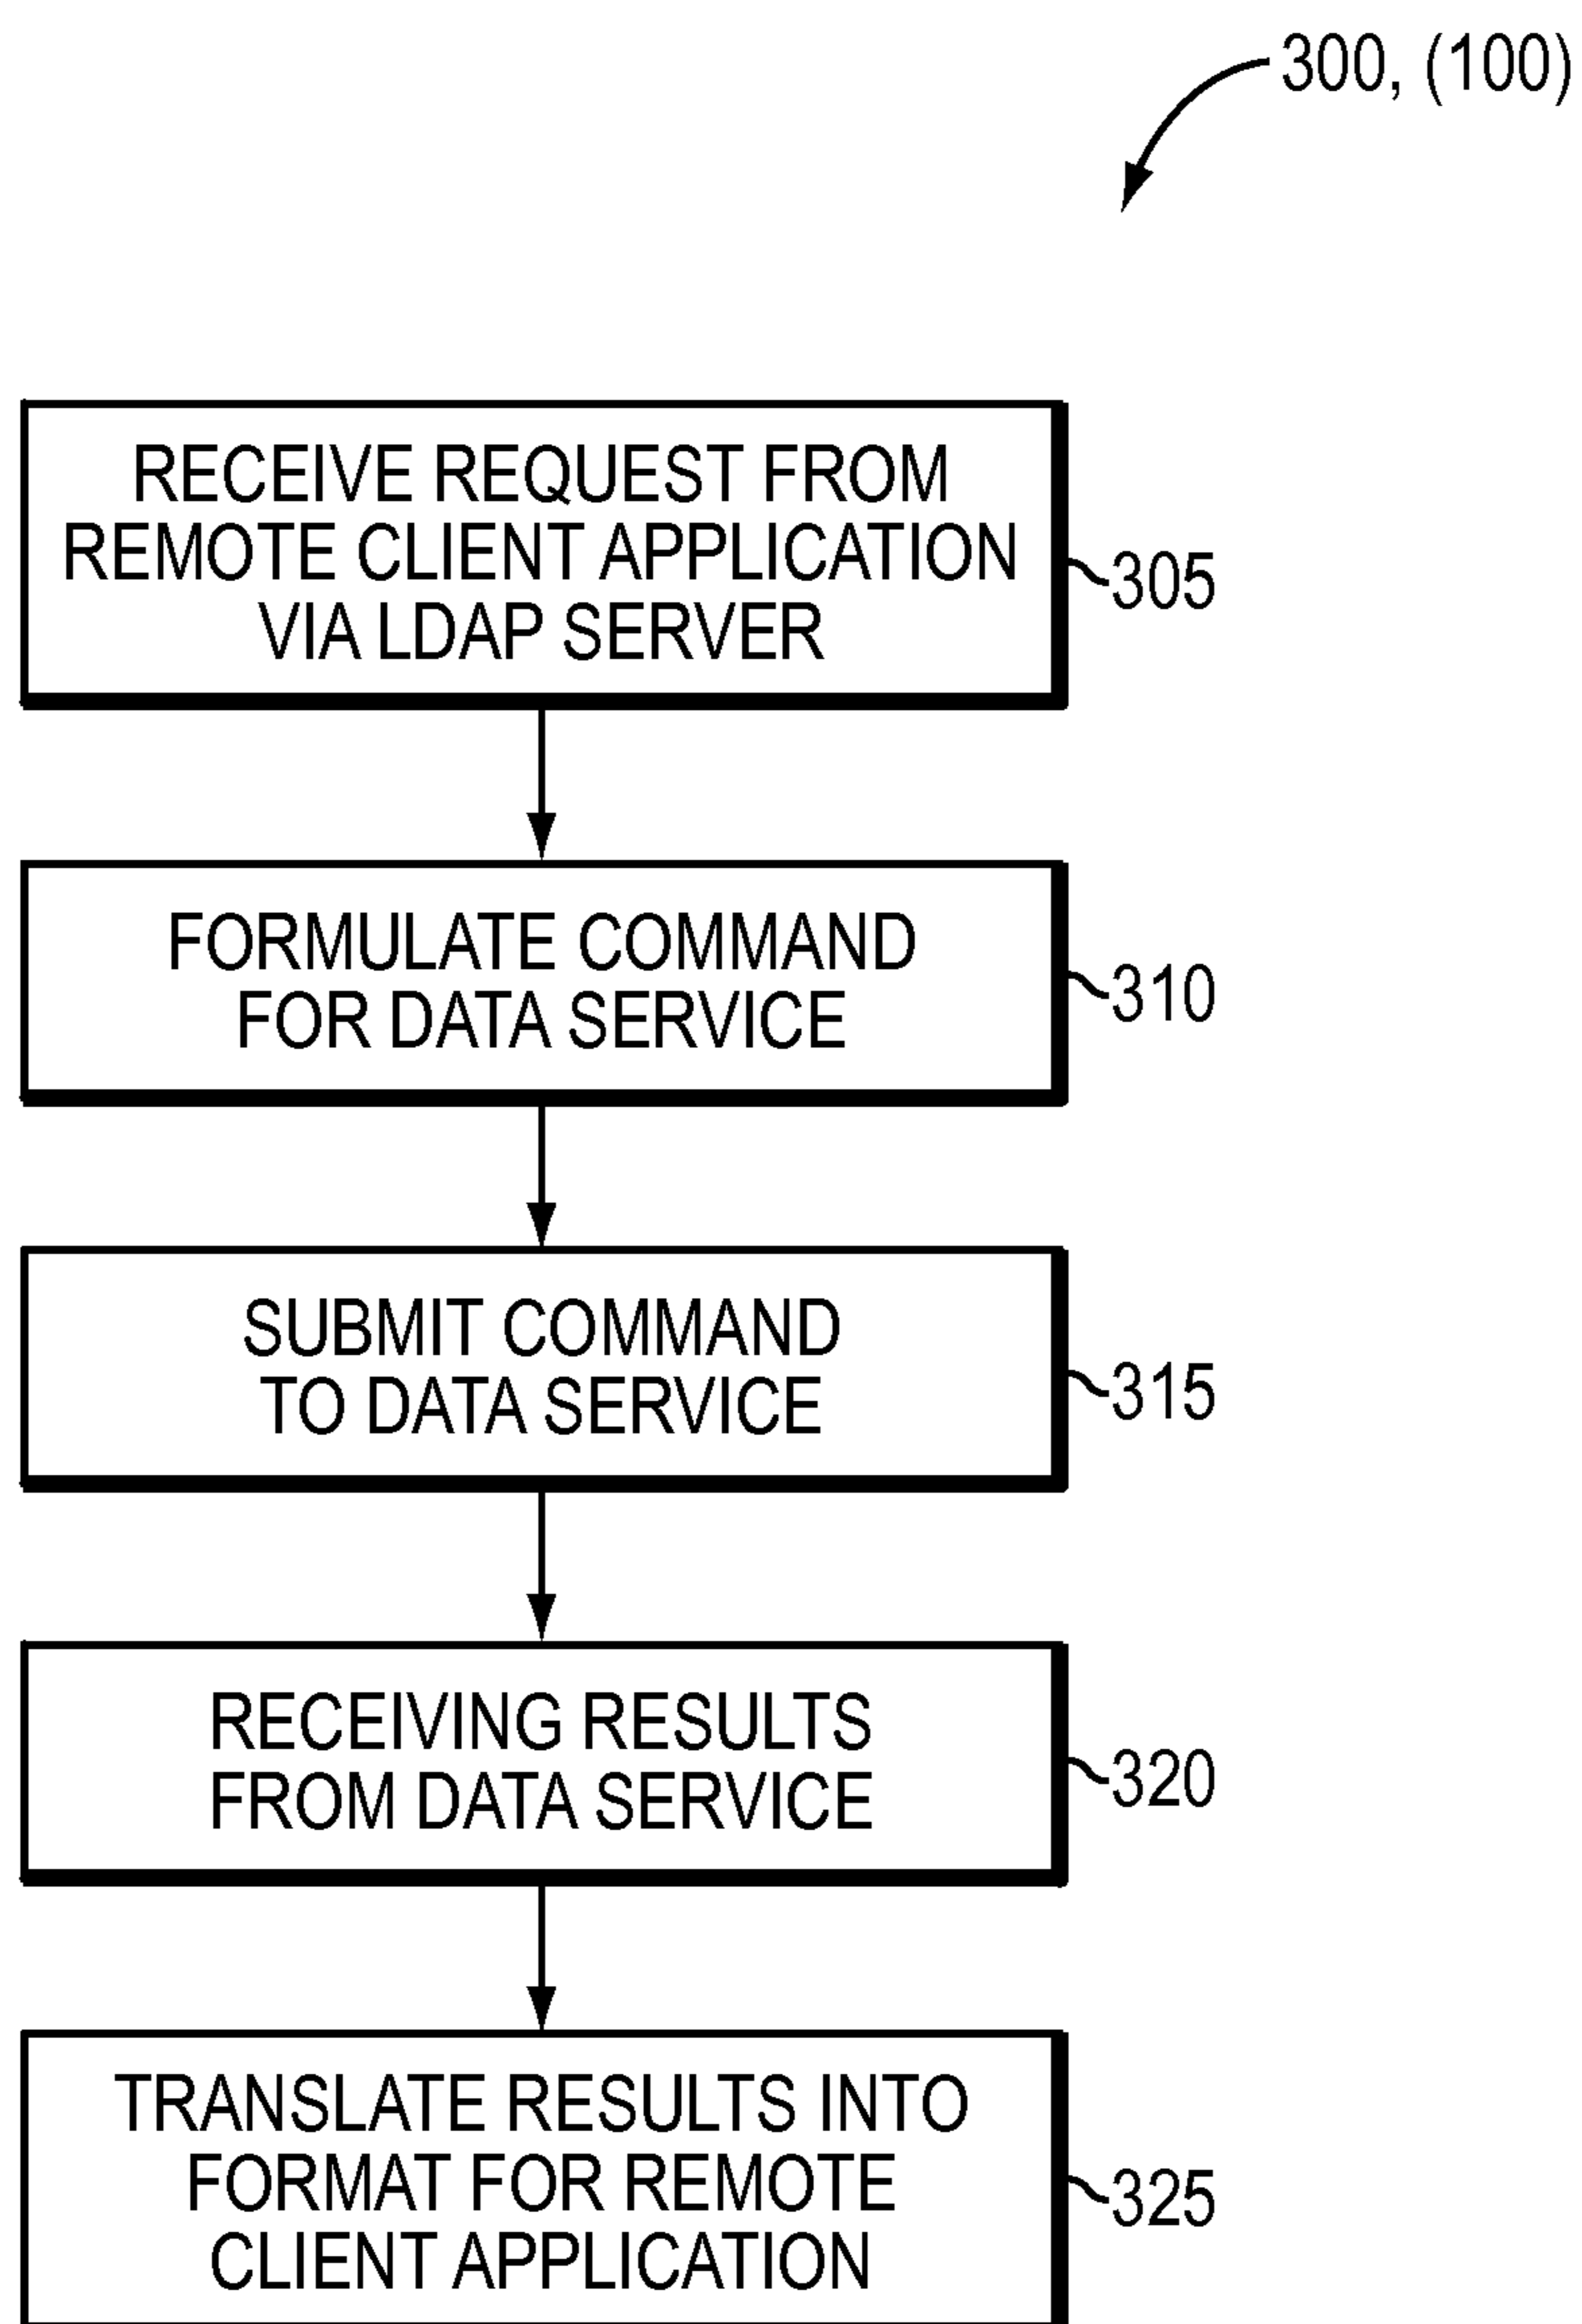 300, (100)
RECEIVE REQUEST FROM
REMOTE CLIENT APPLICATION
VIA LDAP SERVER
305
FORMULATE COMMAND
FOR DATA SERVICE
310
SUBMIT COMMAND
TO DATA SERVICE
315
RECEIVING RESULTS
FROM DATA SERVICE
320
TRANSLATE RESULTS INTO
FORMAT FOR REMOTE
CLIENT APPLICATION
325